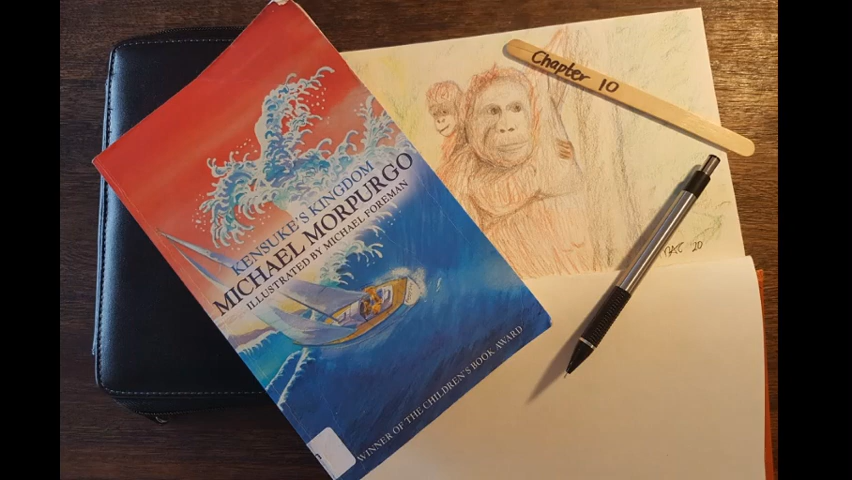 KENSUKE'S KINGDOM
MICHAEL MORPURGO
ILLUSTRATED BY MICHAEL FOREMAN
WINNER OF THE CHILDREN'S BOOK AWARD
Chapter 10